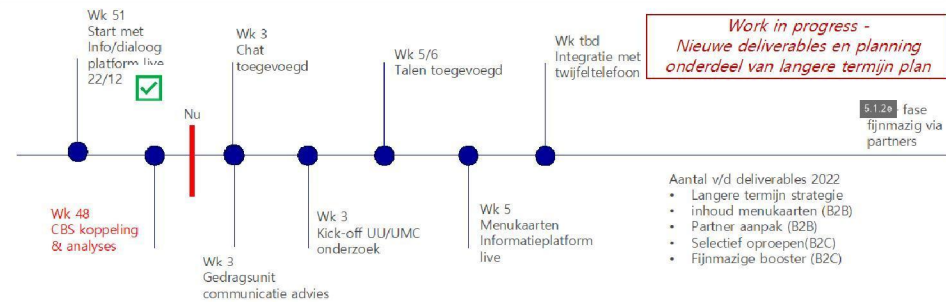 Wk 51
Start met
Info/dialoog
platform live
22/12
Nu
Wk 3
Chat
toegevoegd
Wk 5/6
Talen toegevoegd
Wk tbd
Integratie met
twijfeltelefoon
Work in progress -
Nieuwe deliverables en planning
onderdeel van langere termijn plan
5.1.2e fase
fijnmazig via
partners
Wk 48
CBS koppeling
& analyses
Wk 3
Gedragsunit
communicatie advies
Wk 3
Kick-off UU/UMC
onderzoek
Wk 5
Menukaarten
Informatieplatform
live
Aantal v/d deliverables 2022
• Langere termijn strategie
• inhoud menukaarten (B2B)
• Partner aanpak (B2B)
• Selectief oproepen(B2C)
• Fijnmazige booster (B2C)